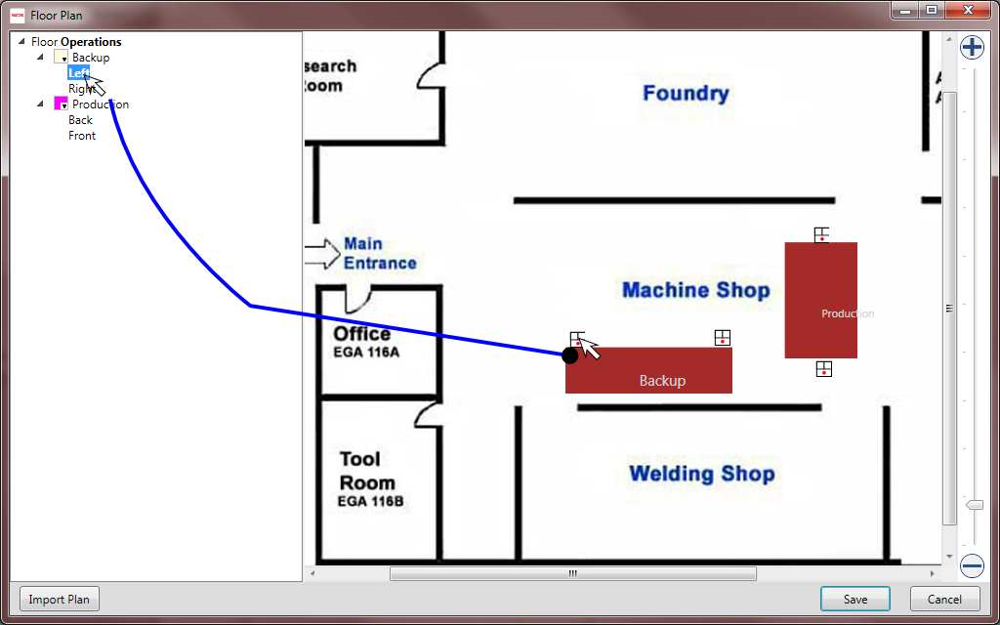 Floor Plan
Floor Operations
Backup
Left
Right
Production
Back
Front
search
oom
Foundry
Main
Entrance
Machine Shop
Production
Office
EGA 116A
Backup
Tool
Room
EGA 116B
Welding Shop
Import Plan
Save
Cancel